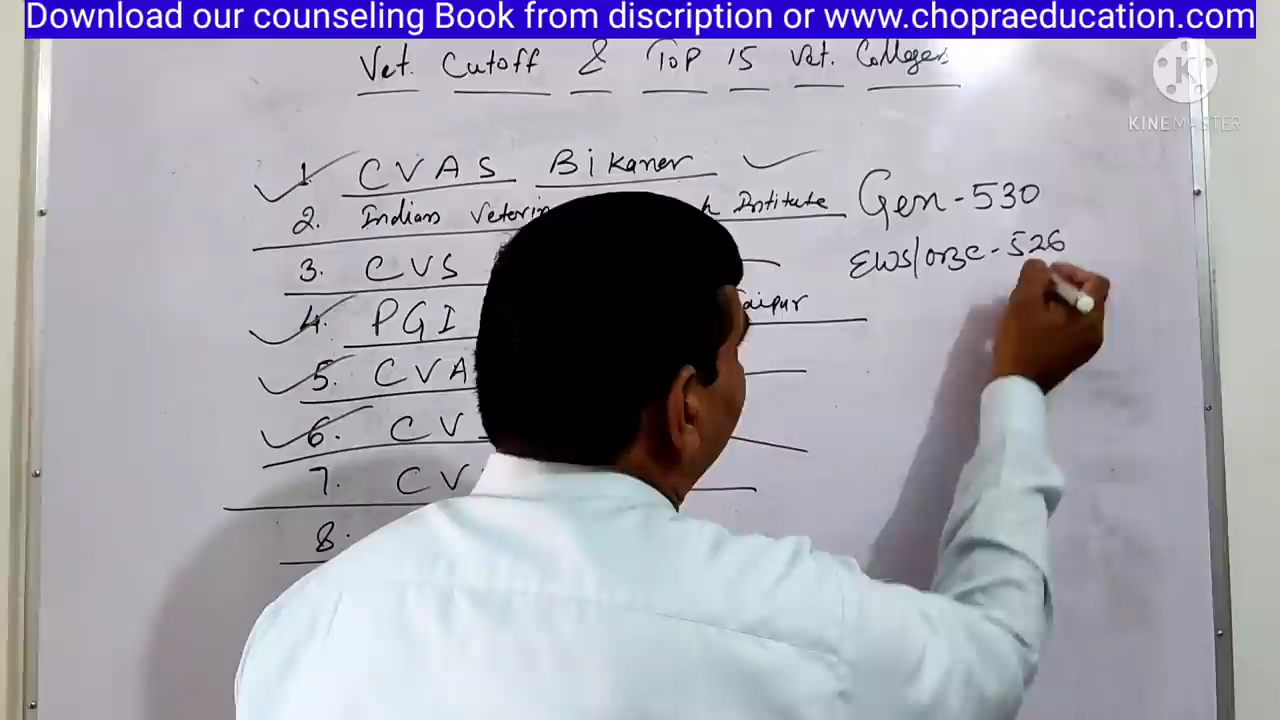 Download our counseling Book from discription or www.chopraeducation.com
Vet. Cutoff & Top 15 Vet. Colleges
KINEMASTER
1. CVAS Bikaner
2. Indian Institute
3. CVS
4. PGI Jaipur
5. CVA
6. CV
7. CV
8.
Gen - 530
EWS/OBC - 526